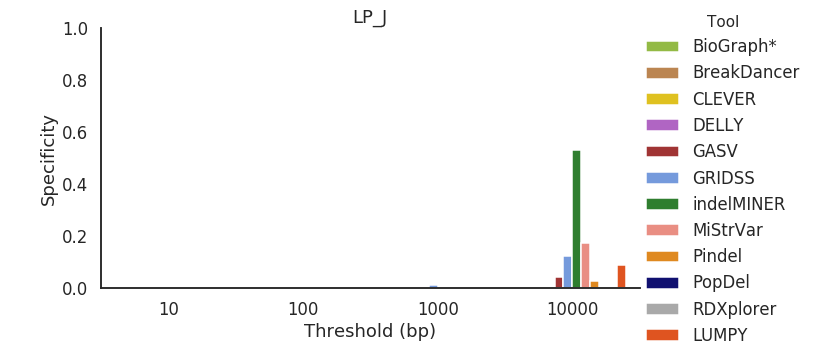 LP_J
Specificity
1.0
0.8
0.6
0.4
0.2
0.0
10 100 1000 10000
Threshold (bp)
Tool
BioGraph*
BreakDancer
CLEVER
DELLY
GASV
GRIDSS
indelMINER
MiStrVar
Pindel
PopDel
RDXplorer
LUMPY